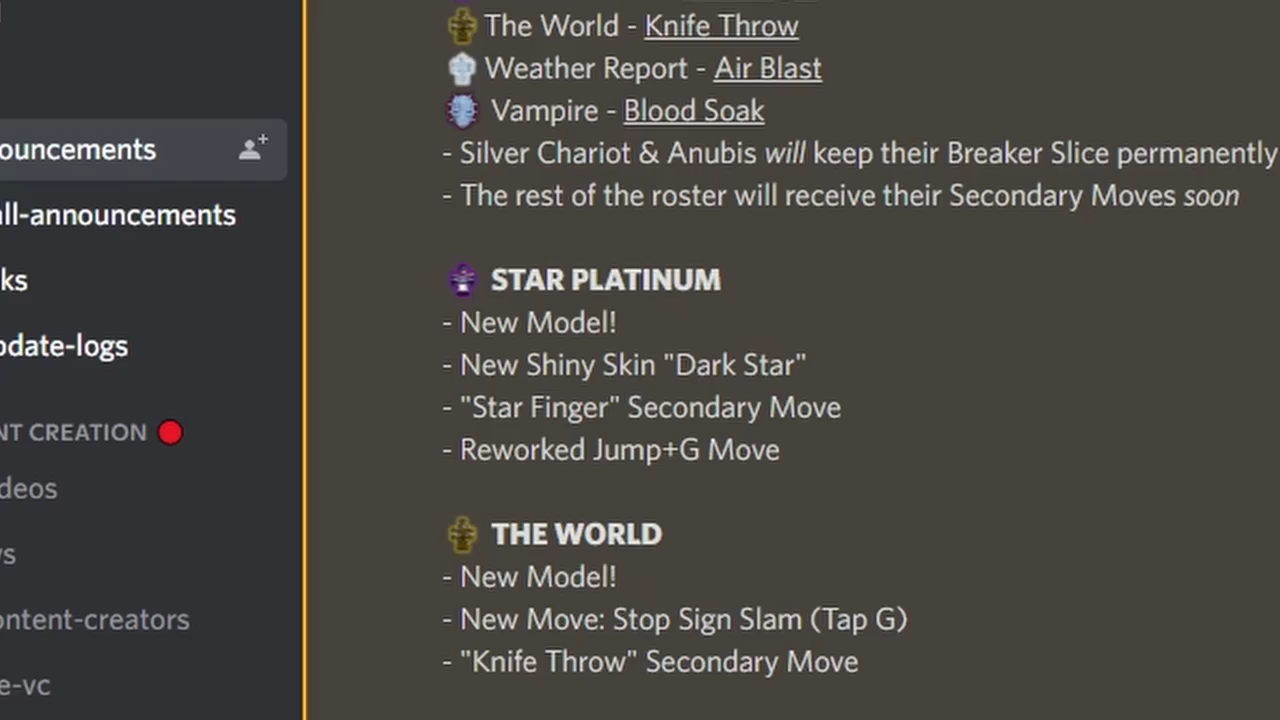 The World - Knife Throw
Weather Report - Air Blast
Vampire - Blood Soak
- Silver Chariot & Anubis will keep their Breaker Slice permanently
- The rest of the roster will receive their Secondary Moves soon
STAR PLATINUM
- New Model!
- New Shiny Skin "Dark Star"
- "Star Finger" Secondary Move
- Reworked Jump+G Move
THE WORLD
- New Model!
- New Move: Stop Sign Slam (Tap G)
- "Knife Throw" Secondary Move
ouncements
all-announcements
ks
pdate-logs
NT CREATION
deos
vs
ontent-creators
e-vc